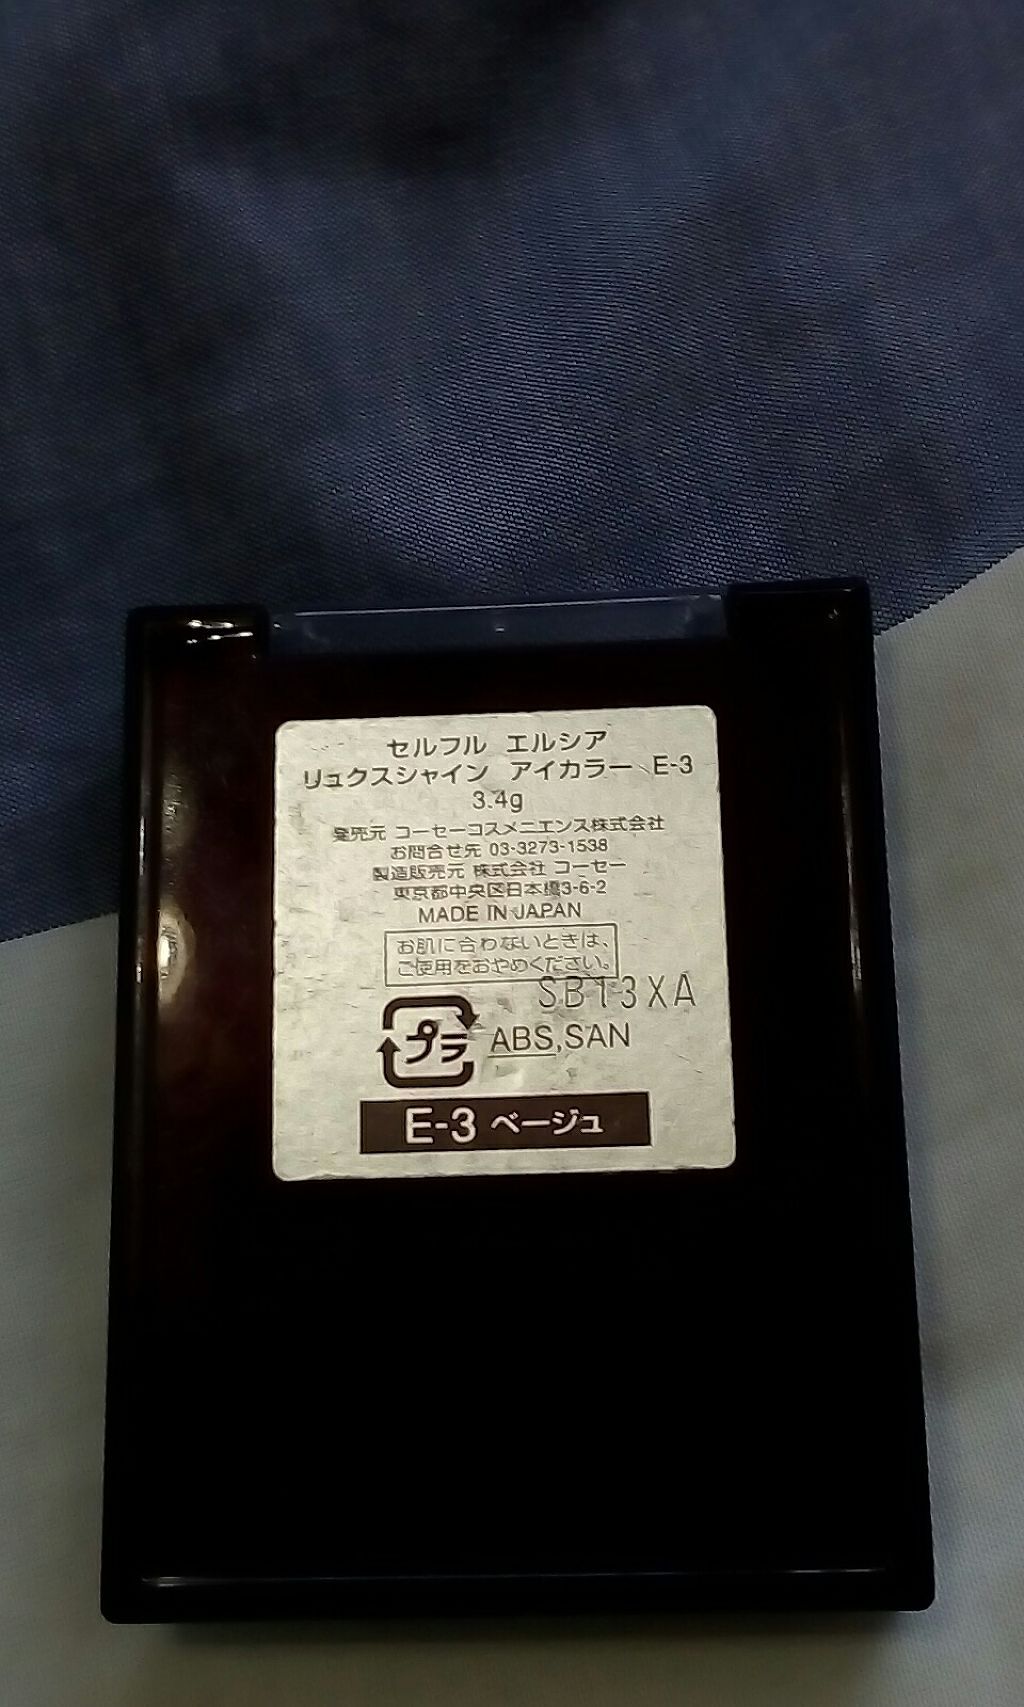 セルフル エルシア
リュクスシャイン アイカラー E-3
3.4g
発売元 コーセーコスメニエンス株式会社
お問合せ先 03-3273-1538
製造販売元 株式会社 コーセー
東京都中央区日本橋3-6-2
MADE IN JAPAN
お肌に合わないときは、
ご使用をおやめください。
SB13XA
プラ ABS,SAN
E-3 ベージュ